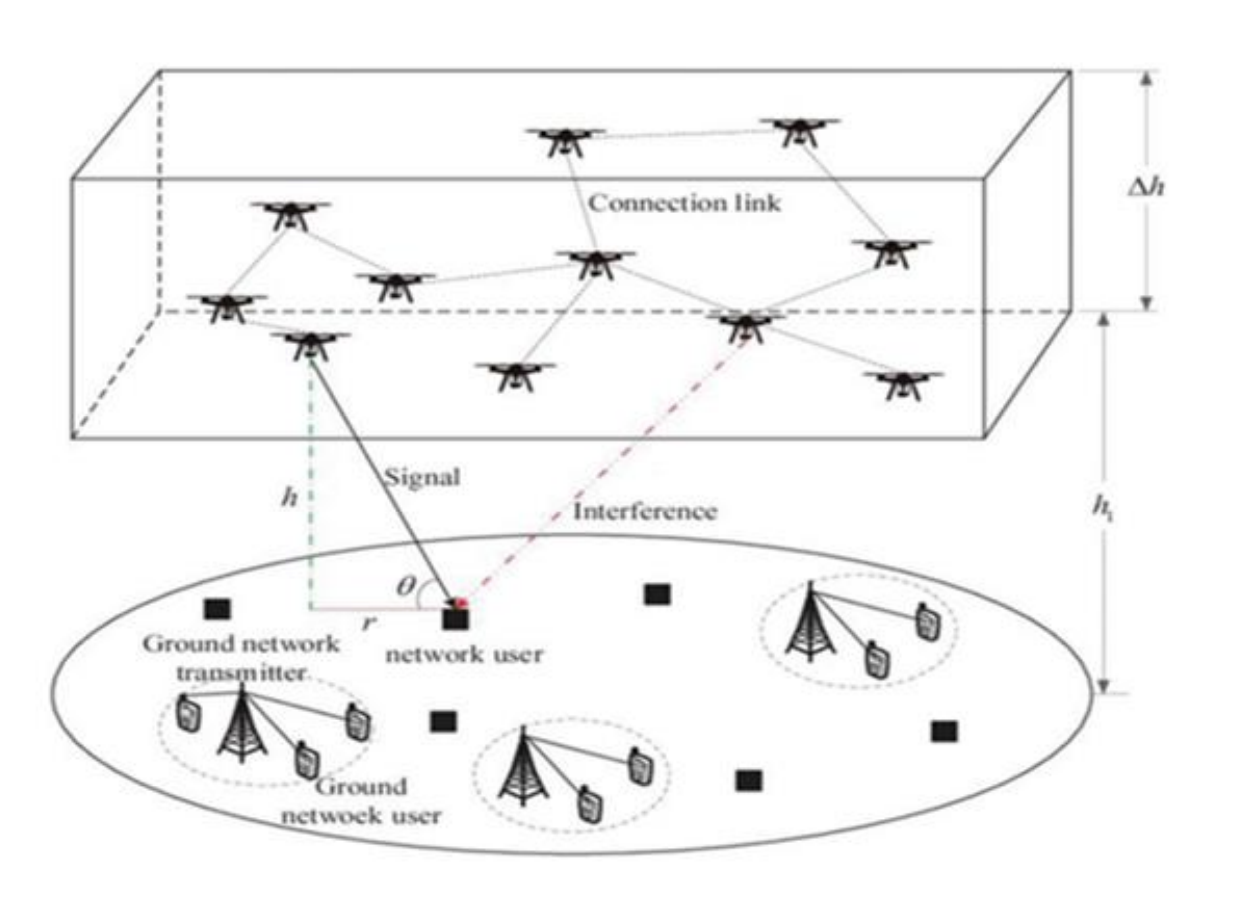 Δh
Connection link
Signal
h
Interference
h₁
θ
r
network user
Ground network
transmitter
Ground
netwoek user